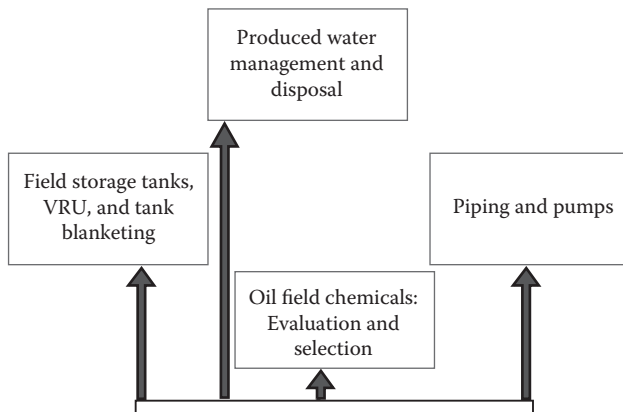 Produced water
management and
disposal
Field storage tanks,
VRU, and tank
blanketing
Piping and pumps
Oil field chemicals:
Evaluation and
selection